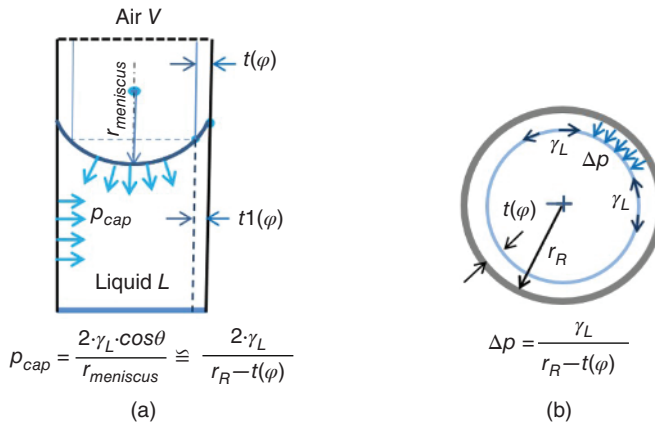 Air V
t(φ)
r_meniscus
p_cap
t1(φ)
Liquid L
p_cap = 2·γ_L·cosθ / r_meniscus ≌ 2·γ_L / r_R−t(φ)
(a)
γ_L
Δp
γ_L
t(φ)
r_R
Δp = γ_L / r_R−t(φ)
(b)